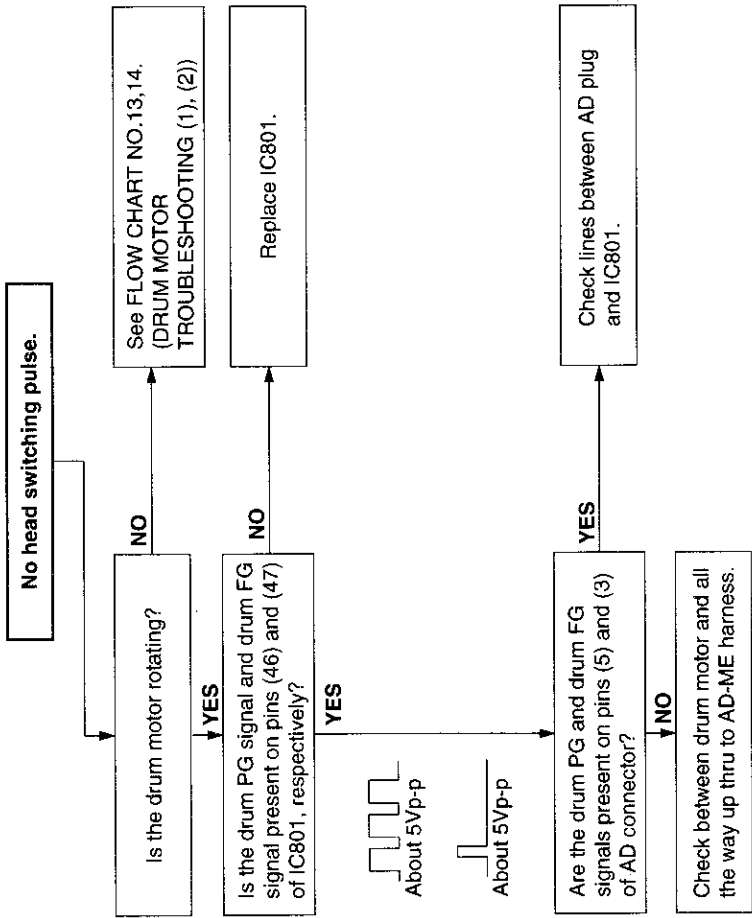 No head switching pulse.
Is the drum motor rotating?
NO
See FLOW CHART NO.13,14.
(DRUM MOTOR
TROUBLESHOOTING (1), (2))
YES
Is the drum PG signal and drum FG
signal present on pins (46) and (47)
of IC801, respectively?
NO
Replace IC801.
YES
About 5Vp-p
About 5Vp-p
Are the drum PG and drum FG
signals present on pins (5) and (3)
of AD connector?
YES
Check lines between AD plug
and IC801.
NO
Check between drum motor and all
the way up thru to AD-ME harness.